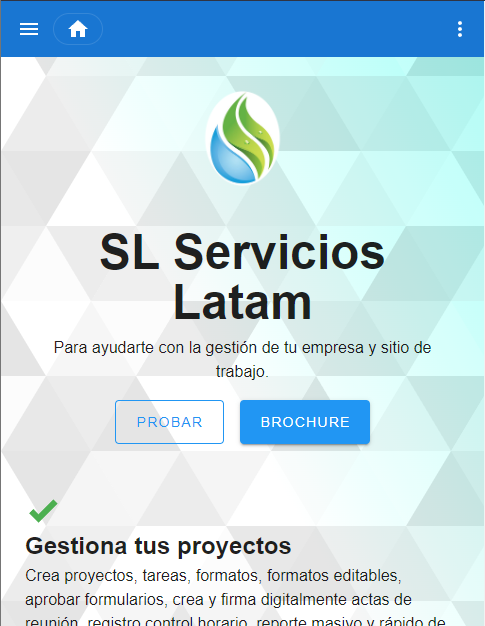 SL Servicios
Latam
Para ayudarte con la gestión de tu empresa y sitio de
trabajo.
PROBAR
BROCHURE
Gestiona tus proyectos
Crea proyectos, tareas, formatos, formatos editables,
aprobar formularios, crea y firma digitalmente actas de
reunión, registro control horario, reporte masivo y rápido de